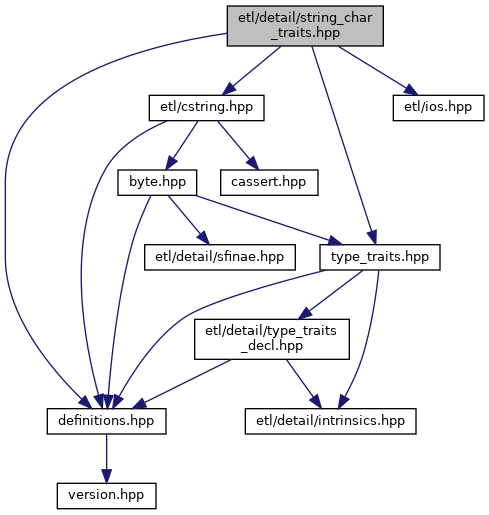 etl/detail/string_char
_traits.hpp
etl/cstring.hpp
etl/ios.hpp
byte.hpp
cassert.hpp
etl/detail/sfinae.hpp
type_traits.hpp
etl/detail/type_traits
_decl.hpp
definitions.hpp
etl/detail/intrinsics.hpp
version.hpp